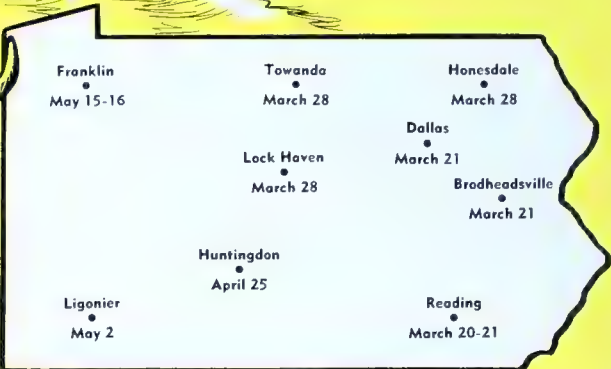 Franklin
May 15-16
Towanda
March 28
Honesdale
March 28
Dallas
March 21
Lock Haven
March 28
Brodheadsville
March 21
Huntingdon
April 25
Ligonier
May 2
Reading
March 20-21